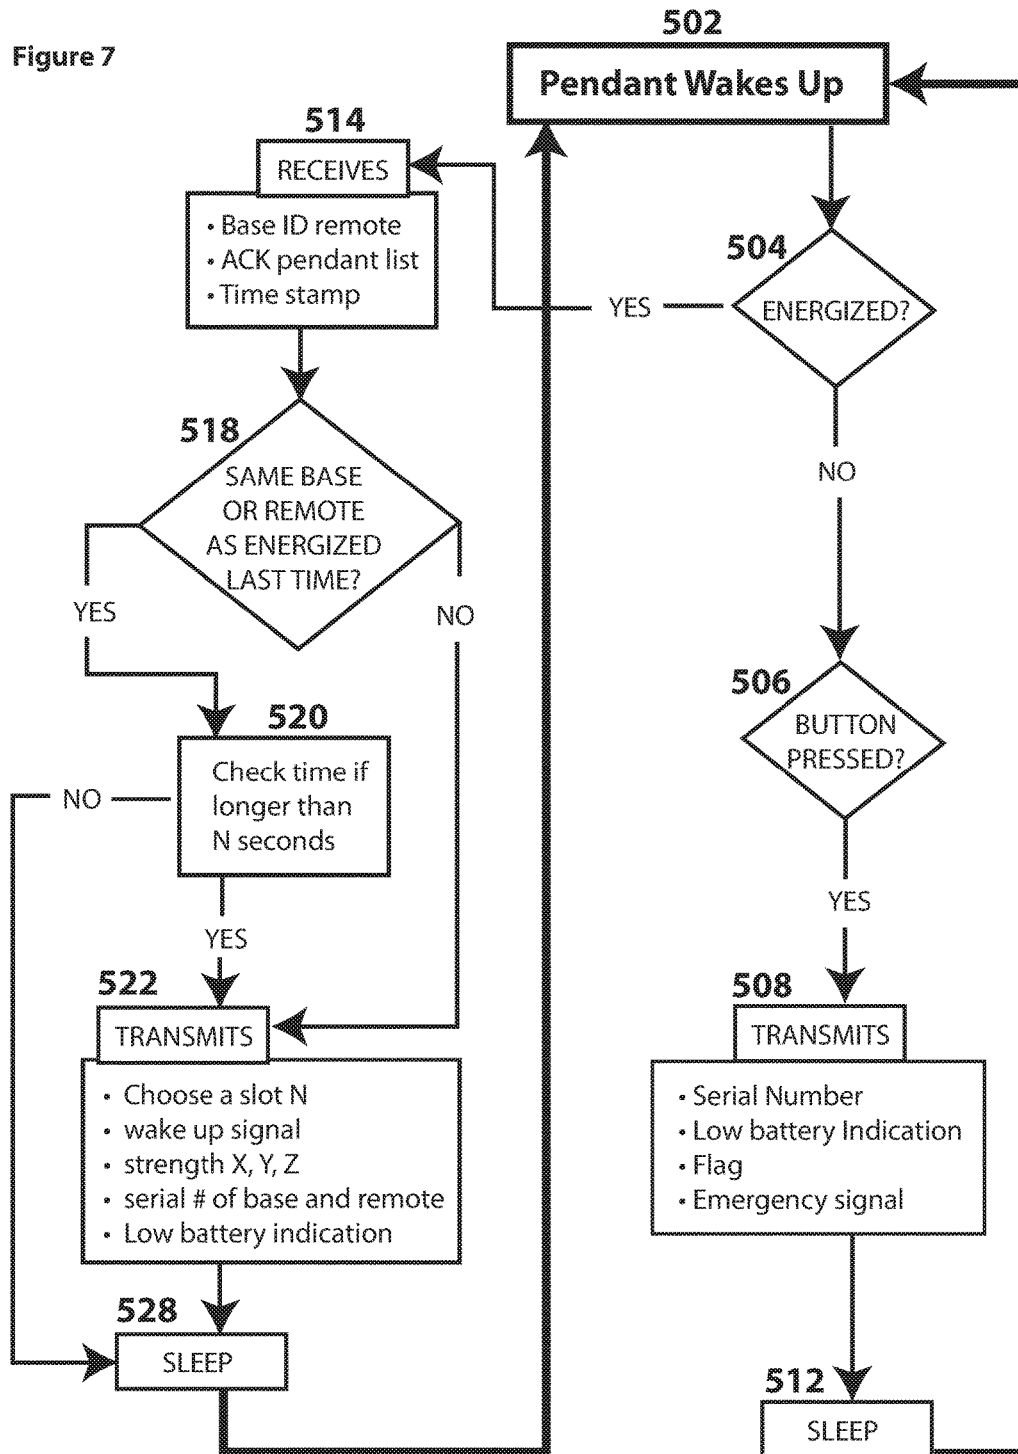 Figure 7
502
Pendant Wakes Up
514
RECEIVES
• Base ID remote
• ACK pendant list
• Time stamp
504
ENERGIZED?
YES
NO
518
SAME BASE
OR REMOTE
AS ENERGIZED
LAST TIME?
YES
NO
506
BUTTON
PRESSED?
YES
520
Check time if
longer than
N seconds
NO
YES
522
TRANSMITS
• Choose a slot N
• wake up signal
• strength X, Y, Z
• serial # of base and remote
• Low battery indication
508
TRANSMITS
• Serial Number
• Low battery Indication
• Flag
• Emergency signal
528
SLEEP
512
SLEEP